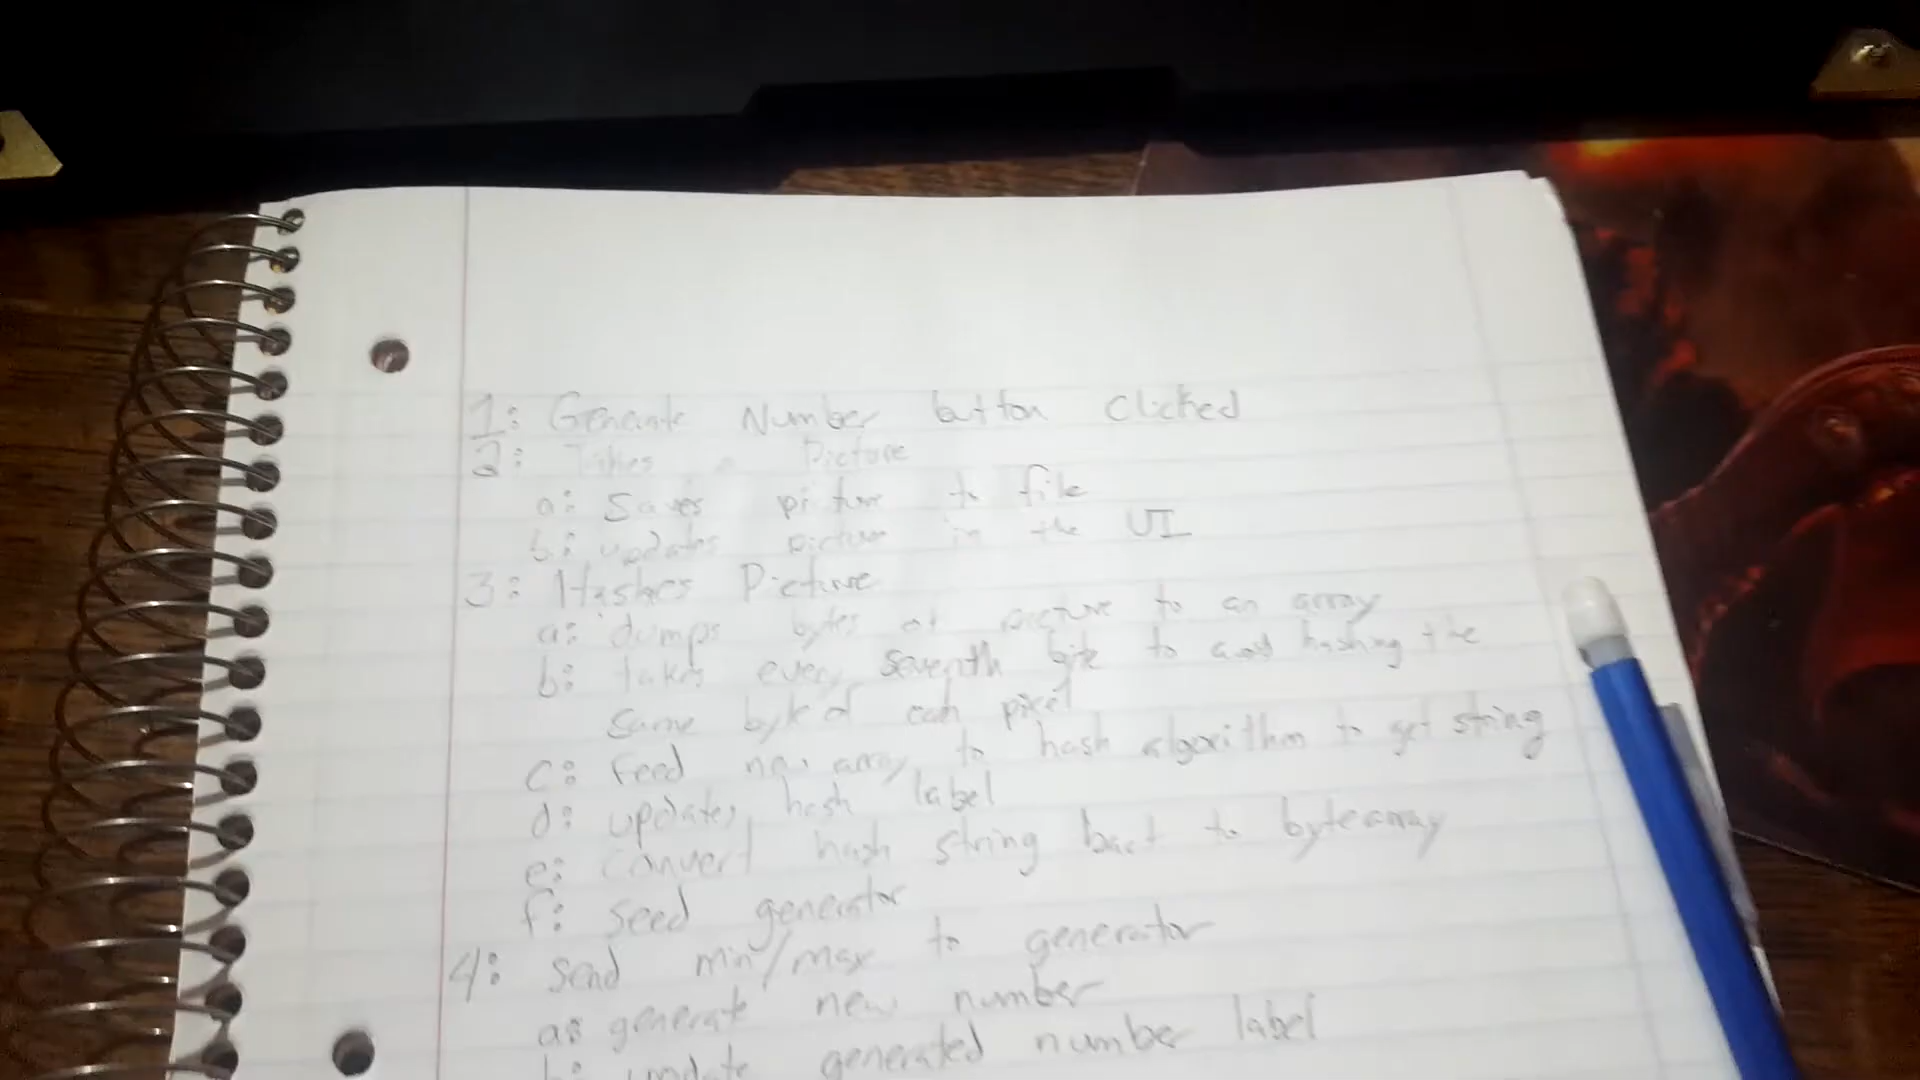 1: Generate Number button clicked
2: Takes a Picture
a: Saves picture to file
b: updates picture in the UI
3: Hashes Picture
a: dumps bytes of picture to an array
b: takes every seventh byte to avoid hashing the
same byte of each pixel
c: Feed new array to hash algorithm to get string
d: updates hash label
e: convert hash string back to byte array
f: seed generator
4: Send min/max to generator
a: generate new number
b: update generated number label